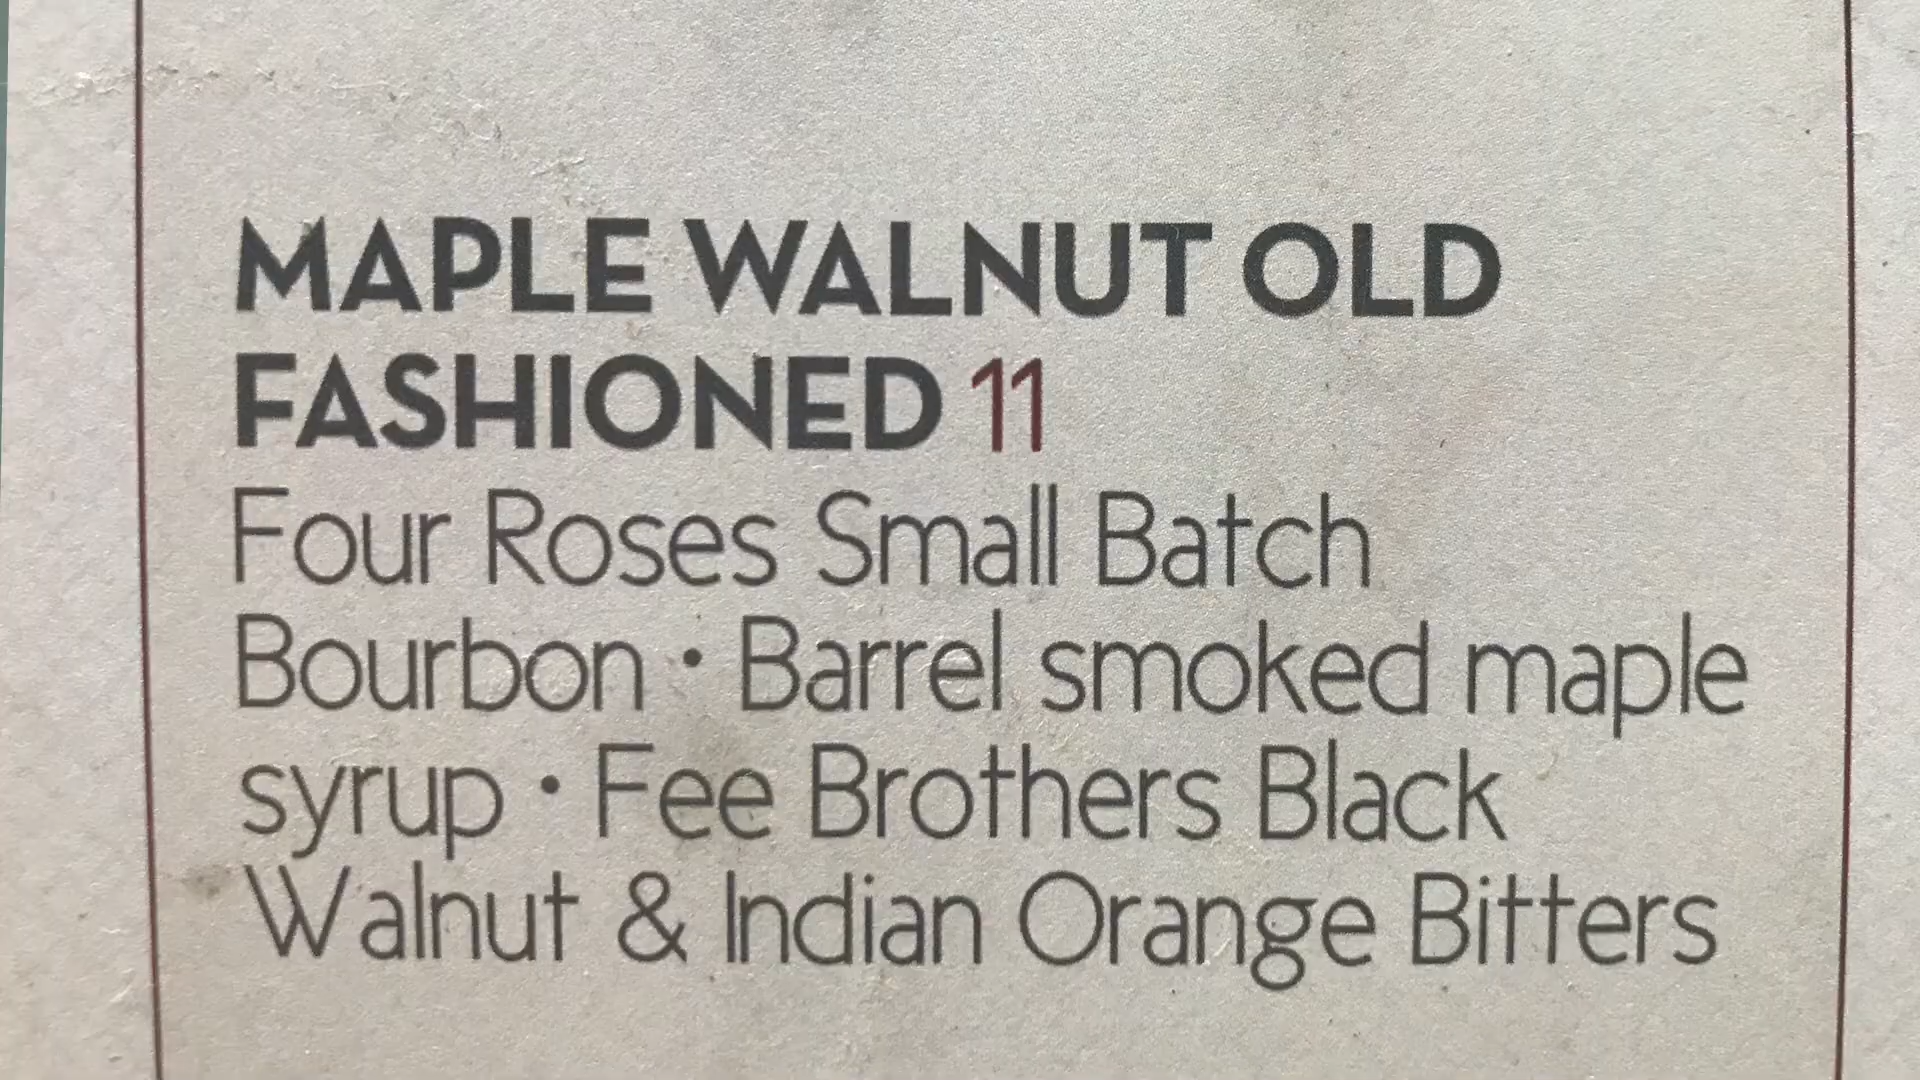 MAPLE WALNUT OLD
FASHIONED 11
Four Roses Small Batch
Bourbon • Barrel smoked maple
syrup • Fee Brothers Black
Walnut & Indian Orange Bitters